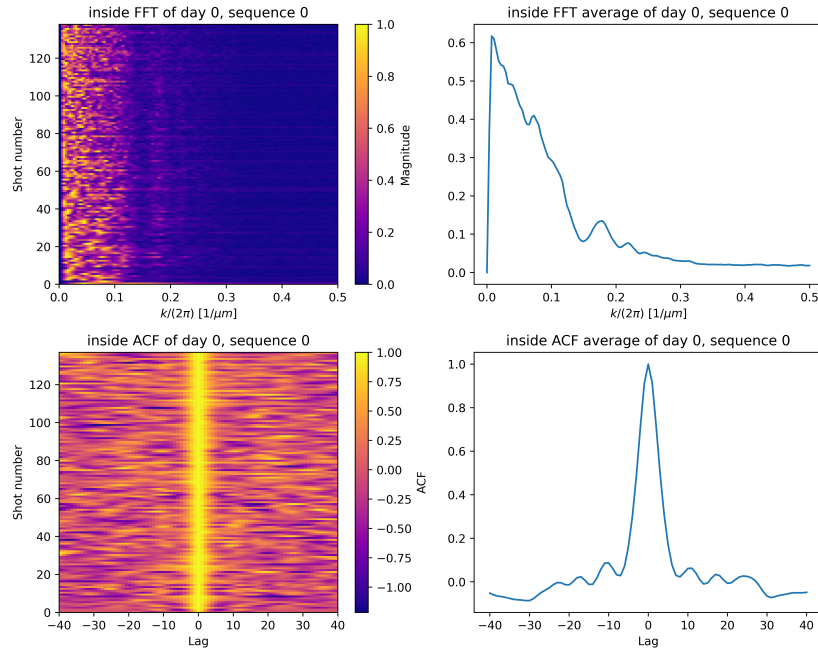 inside FFT of day 0, sequence 0
Shot number
0
20
40
60
80
100
120
0.0 0.1 0.2 0.3 0.4 0.5
k/(2π) [1/μm]
0.0
0.2
0.4
0.6
0.8
1.0
Magnitude
inside FFT average of day 0, sequence 0
0.0
0.1
0.2
0.3
0.4
0.5
0.6
0.0 0.1 0.2 0.3 0.4 0.5
k/(2π) [1/μm]
inside ACF of day 0, sequence 0
Shot number
0
20
40
60
80
100
120
−40 −30 −20 −10 0 10 20 30 40
Lag
1.00
0.75
0.50
0.25
0.00
−0.25
−0.50
−0.75
−1.00
ACF
inside ACF average of day 0, sequence 0
0.0
0.2
0.4
0.6
0.8
1.0
−40 −30 −20 −10 0 10 20 30 40
Lag